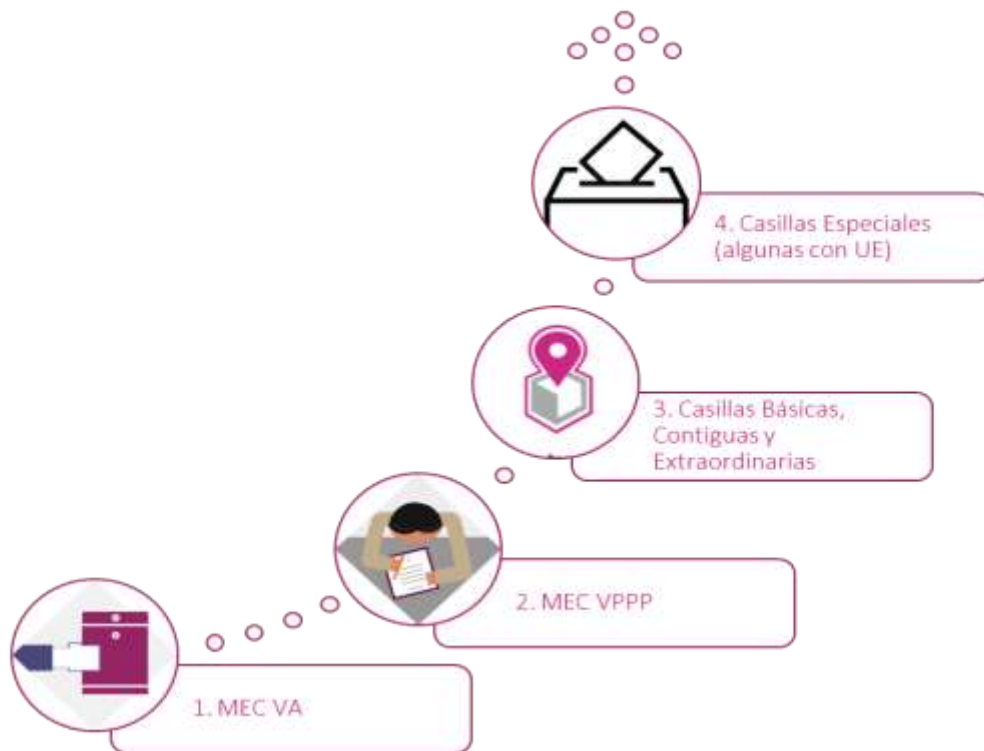 4. Casillas Especiales
(algunas con UE)
3. Casillas Básicas,
Contiguas y
Extraordinarias
2. MEC VPPP
1. MEC VA